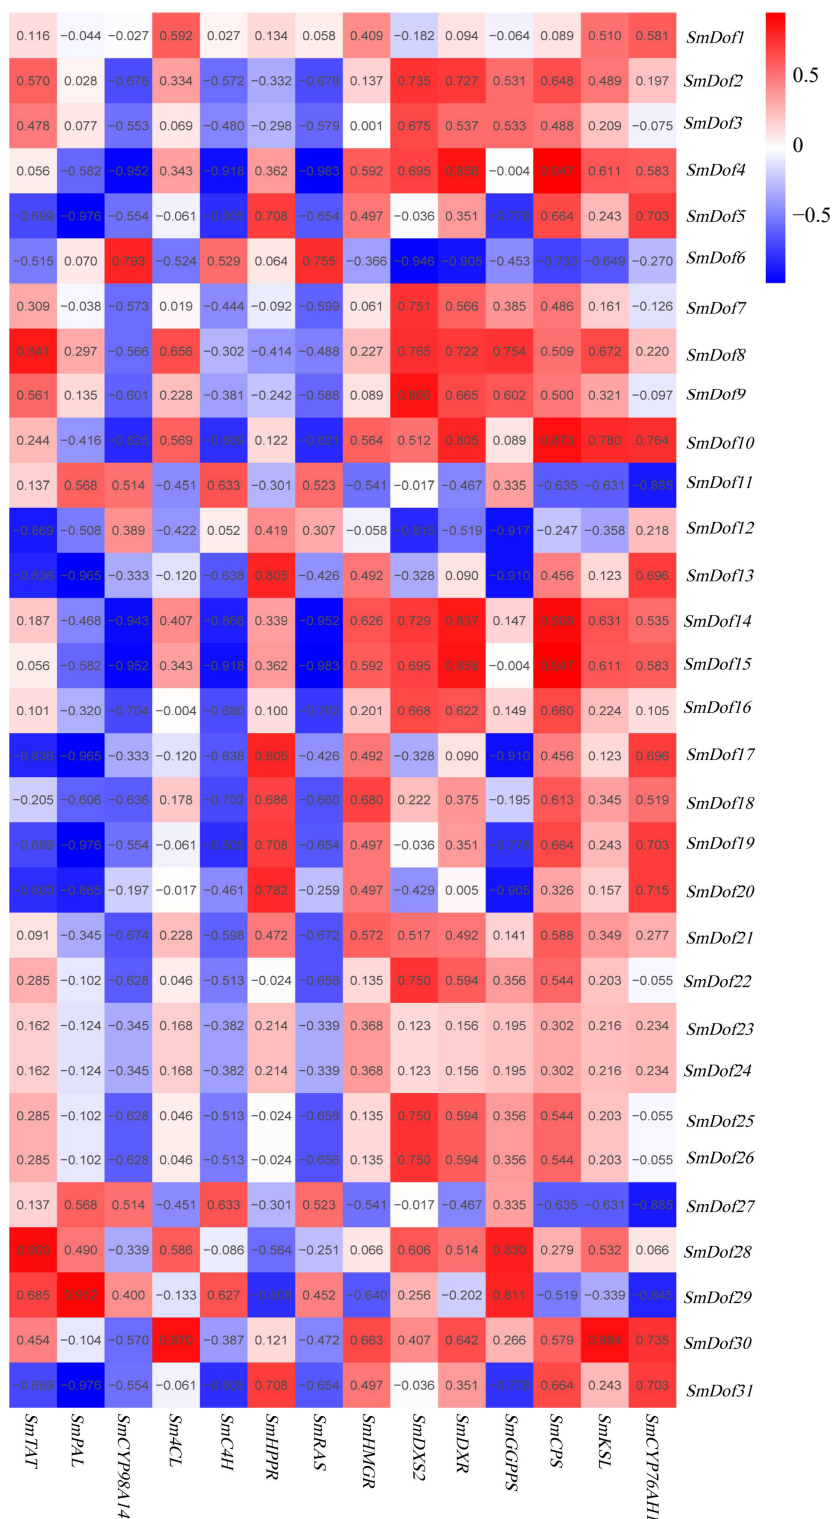 0.116 −0.044 −0.027 0.592 0.027 0.134 0.058 0.409 −0.182 0.094 −0.064 0.089 0.510 0.581 SmDof1
0.570 0.028 −0.676 0.334 −0.572 −0.332 −0.678 0.137 0.735 0.727 0.531 0.648 0.489 0.197 SmDof2
0.5
0.478 0.077 −0.553 0.069 −0.480 −0.298 −0.579 0.001 0.675 0.537 0.533 0.488 0.209 −0.075 SmDof3
0
0.056 −0.582 −0.952 0.343 −0.918 0.362 −0.983 0.592 0.695 0.858 −0.004 0.947 0.611 0.583 SmDof4
−0.699 −0.976 −0.554 −0.061 0.708 −0.654 0.497 −0.036 0.351 −0.778 0.664 0.243 0.703 SmDof5
−0.5
−0.515 0.070 0.793 −0.524 0.529 0.064 0.755 −0.366 −0.946 −0.905 −0.453 −0.730 −0.649 −0.270 SmDof6
0.309 −0.038 −0.573 0.019 −0.444 −0.092 −0.599 0.061 0.751 0.566 0.385 0.486 0.161 −0.126 SmDof7
0.841 0.297 −0.566 0.656 −0.302 −0.414 −0.488 0.227 0.765 0.722 0.754 0.509 0.672 0.220 SmDof8
0.561 0.135 −0.601 0.228 −0.381 −0.242 −0.588 0.089 0.869 0.665 0.602 0.500 0.321 −0.097 SmDof9
0.244 −0.416 −0.825 0.569 0.122 −0.821 0.564 0.512 0.805 0.089 0.873 0.780 0.764 SmDof10
0.137 0.568 0.514 −0.451 0.633 −0.301 0.523 −0.541 −0.017 −0.467 0.335 −0.635 −0.631 −0.885 SmDof11
−0.869 −0.508 0.389 −0.422 0.052 0.419 0.307 −0.058 −0.519 −0.917 −0.247 −0.358 0.218 SmDof12
−0.836 −0.965 −0.333 −0.120 −0.638 0.805 −0.426 0.492 −0.328 0.090 −0.910 0.456 0.123 0.696 SmDof13
0.187 −0.468 −0.943 0.407 −0.866 0.339 −0.952 0.626 0.729 0.837 0.147 0.631 0.535 SmDof14
0.056 −0.582 −0.952 0.343 −0.918 0.362 −0.983 0.592 0.695 0.858 −0.004 0.947 0.611 0.583 SmDof15
0.101 −0.320 −0.704 −0.004 −0.680 0.100 −0.762 0.201 0.668 0.622 0.149 0.660 0.224 0.105 SmDof16
−0.836 −0.965 −0.333 −0.120 −0.638 0.805 −0.426 0.492 −0.328 0.090 −0.910 0.456 0.123 0.696 SmDof17
−0.205 −0.606 −0.636 0.178 −0.702 0.686 −0.660 0.680 0.222 0.375 −0.195 0.613 0.345 0.519 SmDof18
−0.699 −0.976 −0.554 −0.061 0.708 −0.654 0.497 −0.036 0.351 −0.778 0.664 0.243 0.703 SmDof19
−0.865 −0.197 −0.017 −0.461 0.782 −0.259 0.497 −0.429 0.005 −0.905 0.326 0.157 0.715 SmDof20
0.091 −0.345 −0.674 0.228 −0.598 0.472 −0.672 0.572 0.517 0.492 0.141 0.588 0.349 0.277 SmDof21
0.285 −0.102 −0.628 0.046 −0.513 −0.024 −0.656 0.135 0.750 0.594 0.356 0.544 0.203 −0.055 SmDof22
0.162 −0.124 −0.345 0.168 −0.382 0.214 −0.339 0.368 0.123 0.156 0.195 0.302 0.216 0.234 SmDof23
0.162 −0.124 −0.345 0.168 −0.382 0.214 −0.339 0.368 0.123 0.156 0.195 0.302 0.216 0.234 SmDof24
0.285 −0.102 −0.628 0.046 −0.513 −0.024 −0.656 0.135 0.750 0.594 0.356 0.544 0.203 −0.055 SmDof25
0.285 −0.102 −0.628 0.046 −0.513 −0.024 −0.656 0.135 0.750 0.594 0.356 0.544 0.203 −0.055 SmDof26
0.137 0.568 0.514 −0.451 0.633 −0.301 0.523 −0.541 −0.017 −0.467 0.335 −0.635 −0.631 −0.885 SmDof27
0.490 −0.339 0.586 −0.086 −0.564 −0.251 0.066 0.606 0.514 0.830 0.279 0.532 0.066 SmDof28
0.685 0.912 0.400 −0.133 0.627 0.452 −0.640 0.256 −0.202 0.811 −0.519 −0.339 −0.845 SmDof29
0.454 −0.104 −0.570 0.870 −0.387 0.121 −0.472 0.663 0.407 0.642 0.266 0.579 0.884 0.735 SmDof30
−0.699 −0.976 −0.554 −0.061 0.708 −0.654 0.497 −0.036 0.351 −0.778 0.664 0.243 0.703 SmDof31
SmTAT SmPAL SmCYP98A14 Sm4CL SmC4H SmHPPR SmRAS SmHMGR SmDXS2 SmDXR SmGGPPS SmCPS SmKSL SmCYP76AH1